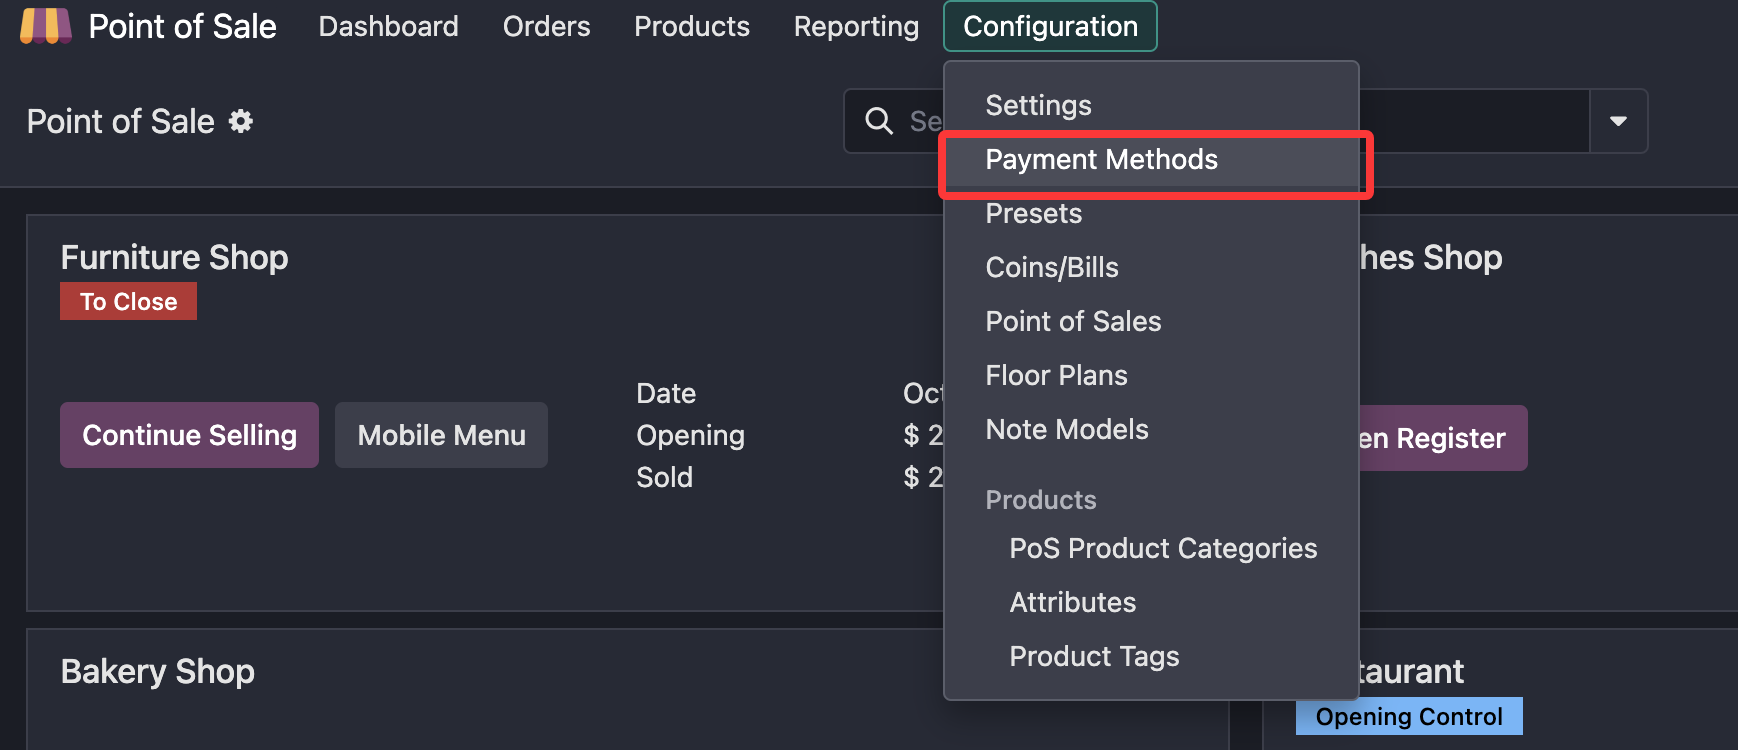 Point of Sale Dashboard Orders Products Reporting Configuration
Point of Sale
Se
Settings
Payment Methods
Presets
Coins/Bills
Point of Sales
Floor Plans
Note Models
Products
PoS Product Categories
Attributes
Product Tags
Furniture Shop
To Close
Continue Selling Mobile Menu
Date Oct
Opening $ 2
Sold $ 2
hes Shop
en Register
Bakery Shop
taurant
Opening Control